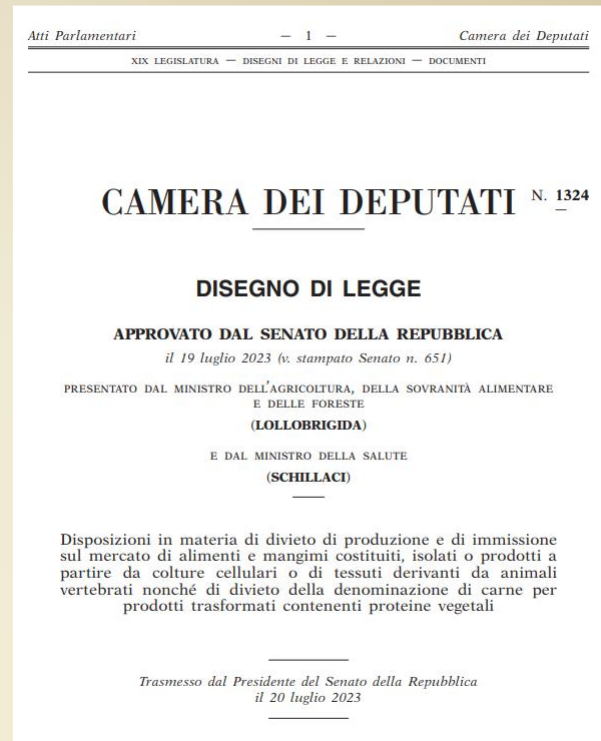 Atti Parlamentari — 1 — Camera dei Deputati
XIX LEGISLATURA — DISEGNI DI LEGGE E RELAZIONI — DOCUMENTI
CAMERA DEI DEPUTATI N. 1324
DISEGNO DI LEGGE
APPROVATO DAL SENATO DELLA REPUBBLICA
il 19 luglio 2023 (v. stampato Senato n. 651)
PRESENTATO DAL MINISTRO DELL'AGRICOLTURA, DELLA SOVRANITÀ ALIMENTARE
E DELLE FORESTE
(LOLLOBRIGIDA)
E DAL MINISTRO DELLA SALUTE
(SCHILLACI)
Disposizioni in materia di divieto di produzione e di immissione
sul mercato di alimenti e mangimi costituiti, isolati o prodotti a
partire da colture cellulari o di tessuti derivanti da animali
vertebrati nonché di divieto della denominazione di carne per
prodotti trasformati contenenti proteine vegetali
Trasmesso dal Presidente del Senato della Repubblica
il 20 luglio 2023